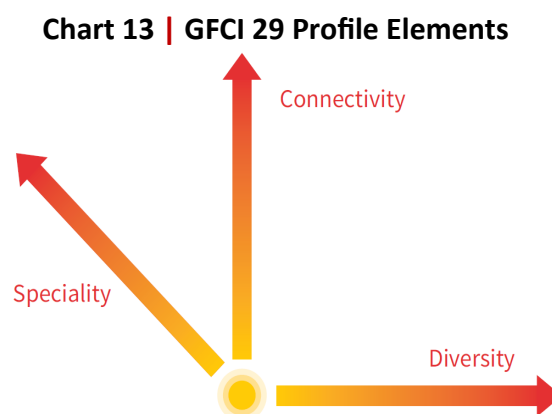 Chart 13 | GFCI 29 Profile Elements
Connectivity
Speciality
Diversity